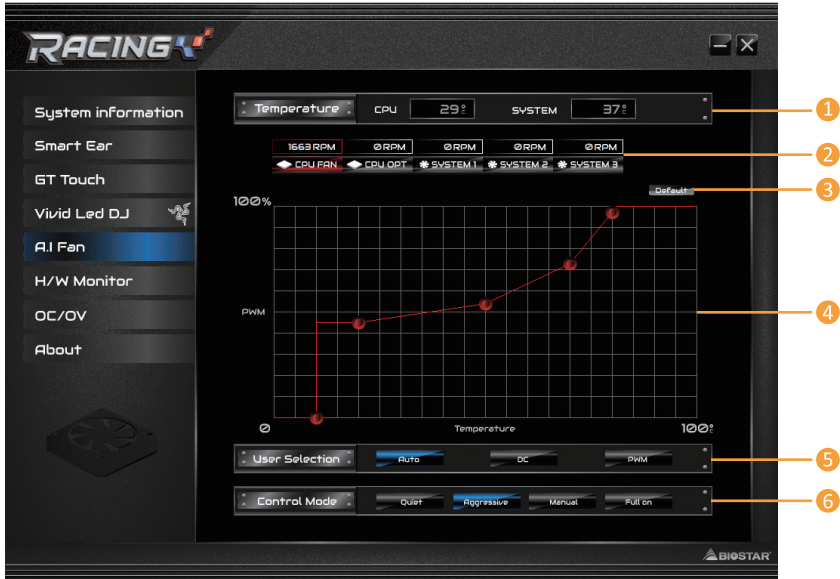 RACING
Temperature CPU 29° SYSTEM 37° 1
1663 RPM 0 RPM 0 RPM 0 RPM 0 RPM 2
CPU FAN CPU OPT SYSTEM 1 SYSTEM 2 SYSTEM 3
Default 3
System information
Smart Ear
GT Touch
Vivid Led DJ
A.I Fan
H/W Monitor
OC/OV
About
100%
PWM 4
0 Temperature 100°
User Selection Auto DC PWM 5
Control Mode Quiet Aggressive Manual Full on 6
BIOSTAR